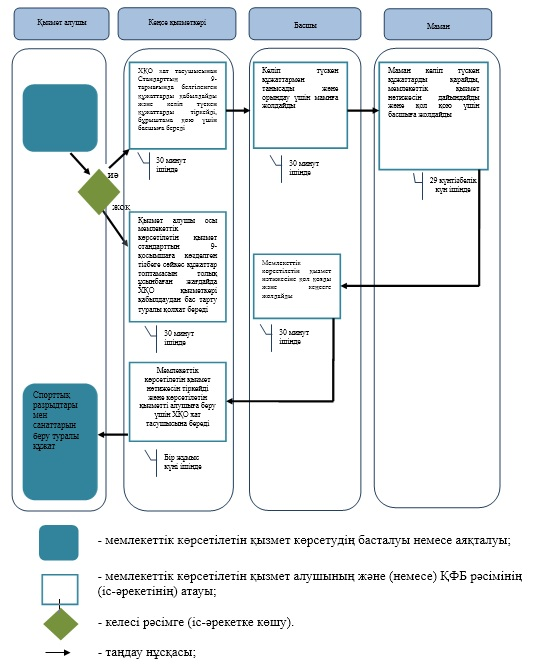 Қызмет алушы
Кеңсе қызметкері
Басшы
Маман
ХҚО хат тасушысынан
Стандарттың 9-
тармағында белгіленген
құжаттарды қабылдайды
және келіп түскен
құжаттарды тіркейді,
бұрыштама қою үшін
басшыға береді
30 минут
ішінде
Келіп түскен
құжаттармен
танысады және
орындау үшін маманға
жолдайды
30 минут
ішінде
Маман келіп түскен
құжаттарды қарайды,
мемлекеттік қызмет
нәтижесін дайындайды
және қол қою үшін
басшыға жолдайды
29 күнтізбелік
күн ішінде
иә
жоқ
Қызмет алушы осы
мемлекеттік
көрсетілетін қызмет
стандарттын 9-
қосымшаға көзделген
тізбеге сәйкес құжаттар
топтамасын толық
ұсынбаған жағдайда
ХҚО қызметкері
қабылдаудан бас тарту
туралы қолхат береді
30 минут
ішінде
Мемлекеттік
көрсетілетін қызмет
нәтижесіне қол қояды
және кеңсеге
жолдайды
30 минут
ішінде
Мемлекеттік
көрсетілетін қызмет
нәтижесін тіркейді
және көрсетілетін
қызметті алушыға беру
үшін ХҚО хат
тасушысына береді
Бір жұмыс
күні ішінде
Спорттық
разрядтары
мен
санаттарын
беру туралы
құжат
- мемлекеттік көрсетілетін қызмет көрсетудің басталуы немесе аяқталуы;
- мемлекеттік көрсетілетін қызмет алушының және (немесе) ҚФБ рәсімінің
(іс-әрекетінің) атауы;
- келесі рәсімге (іс-әрекетке көшу).
- таңдау нұсқасы;